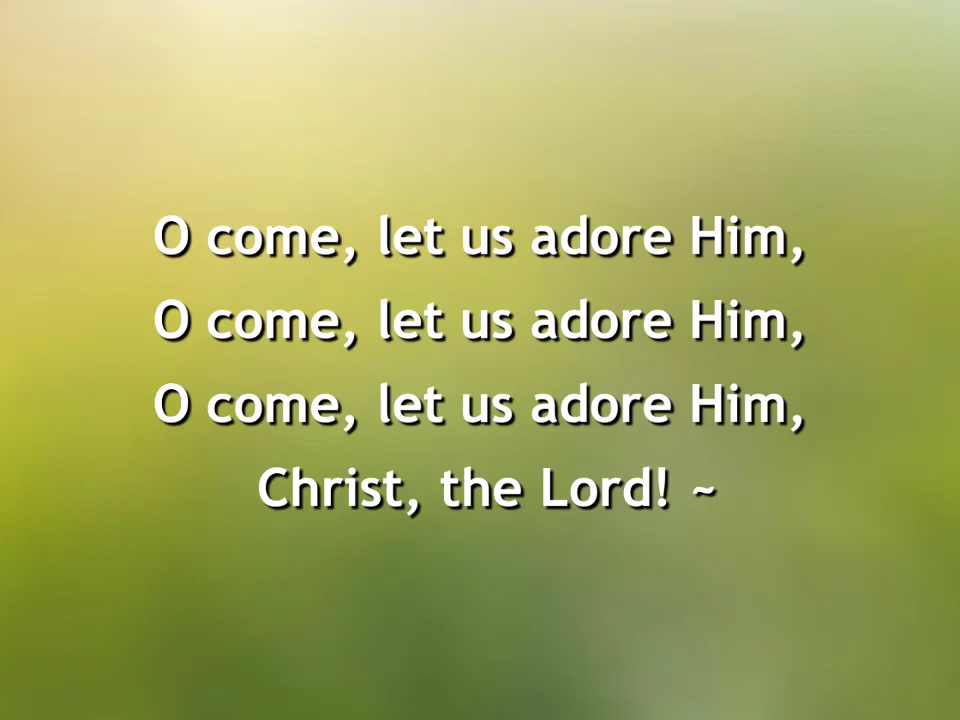 O come, let us adore Him,
O come, let us adore Him,
O come, let us adore Him,
Christ, the Lord! ~